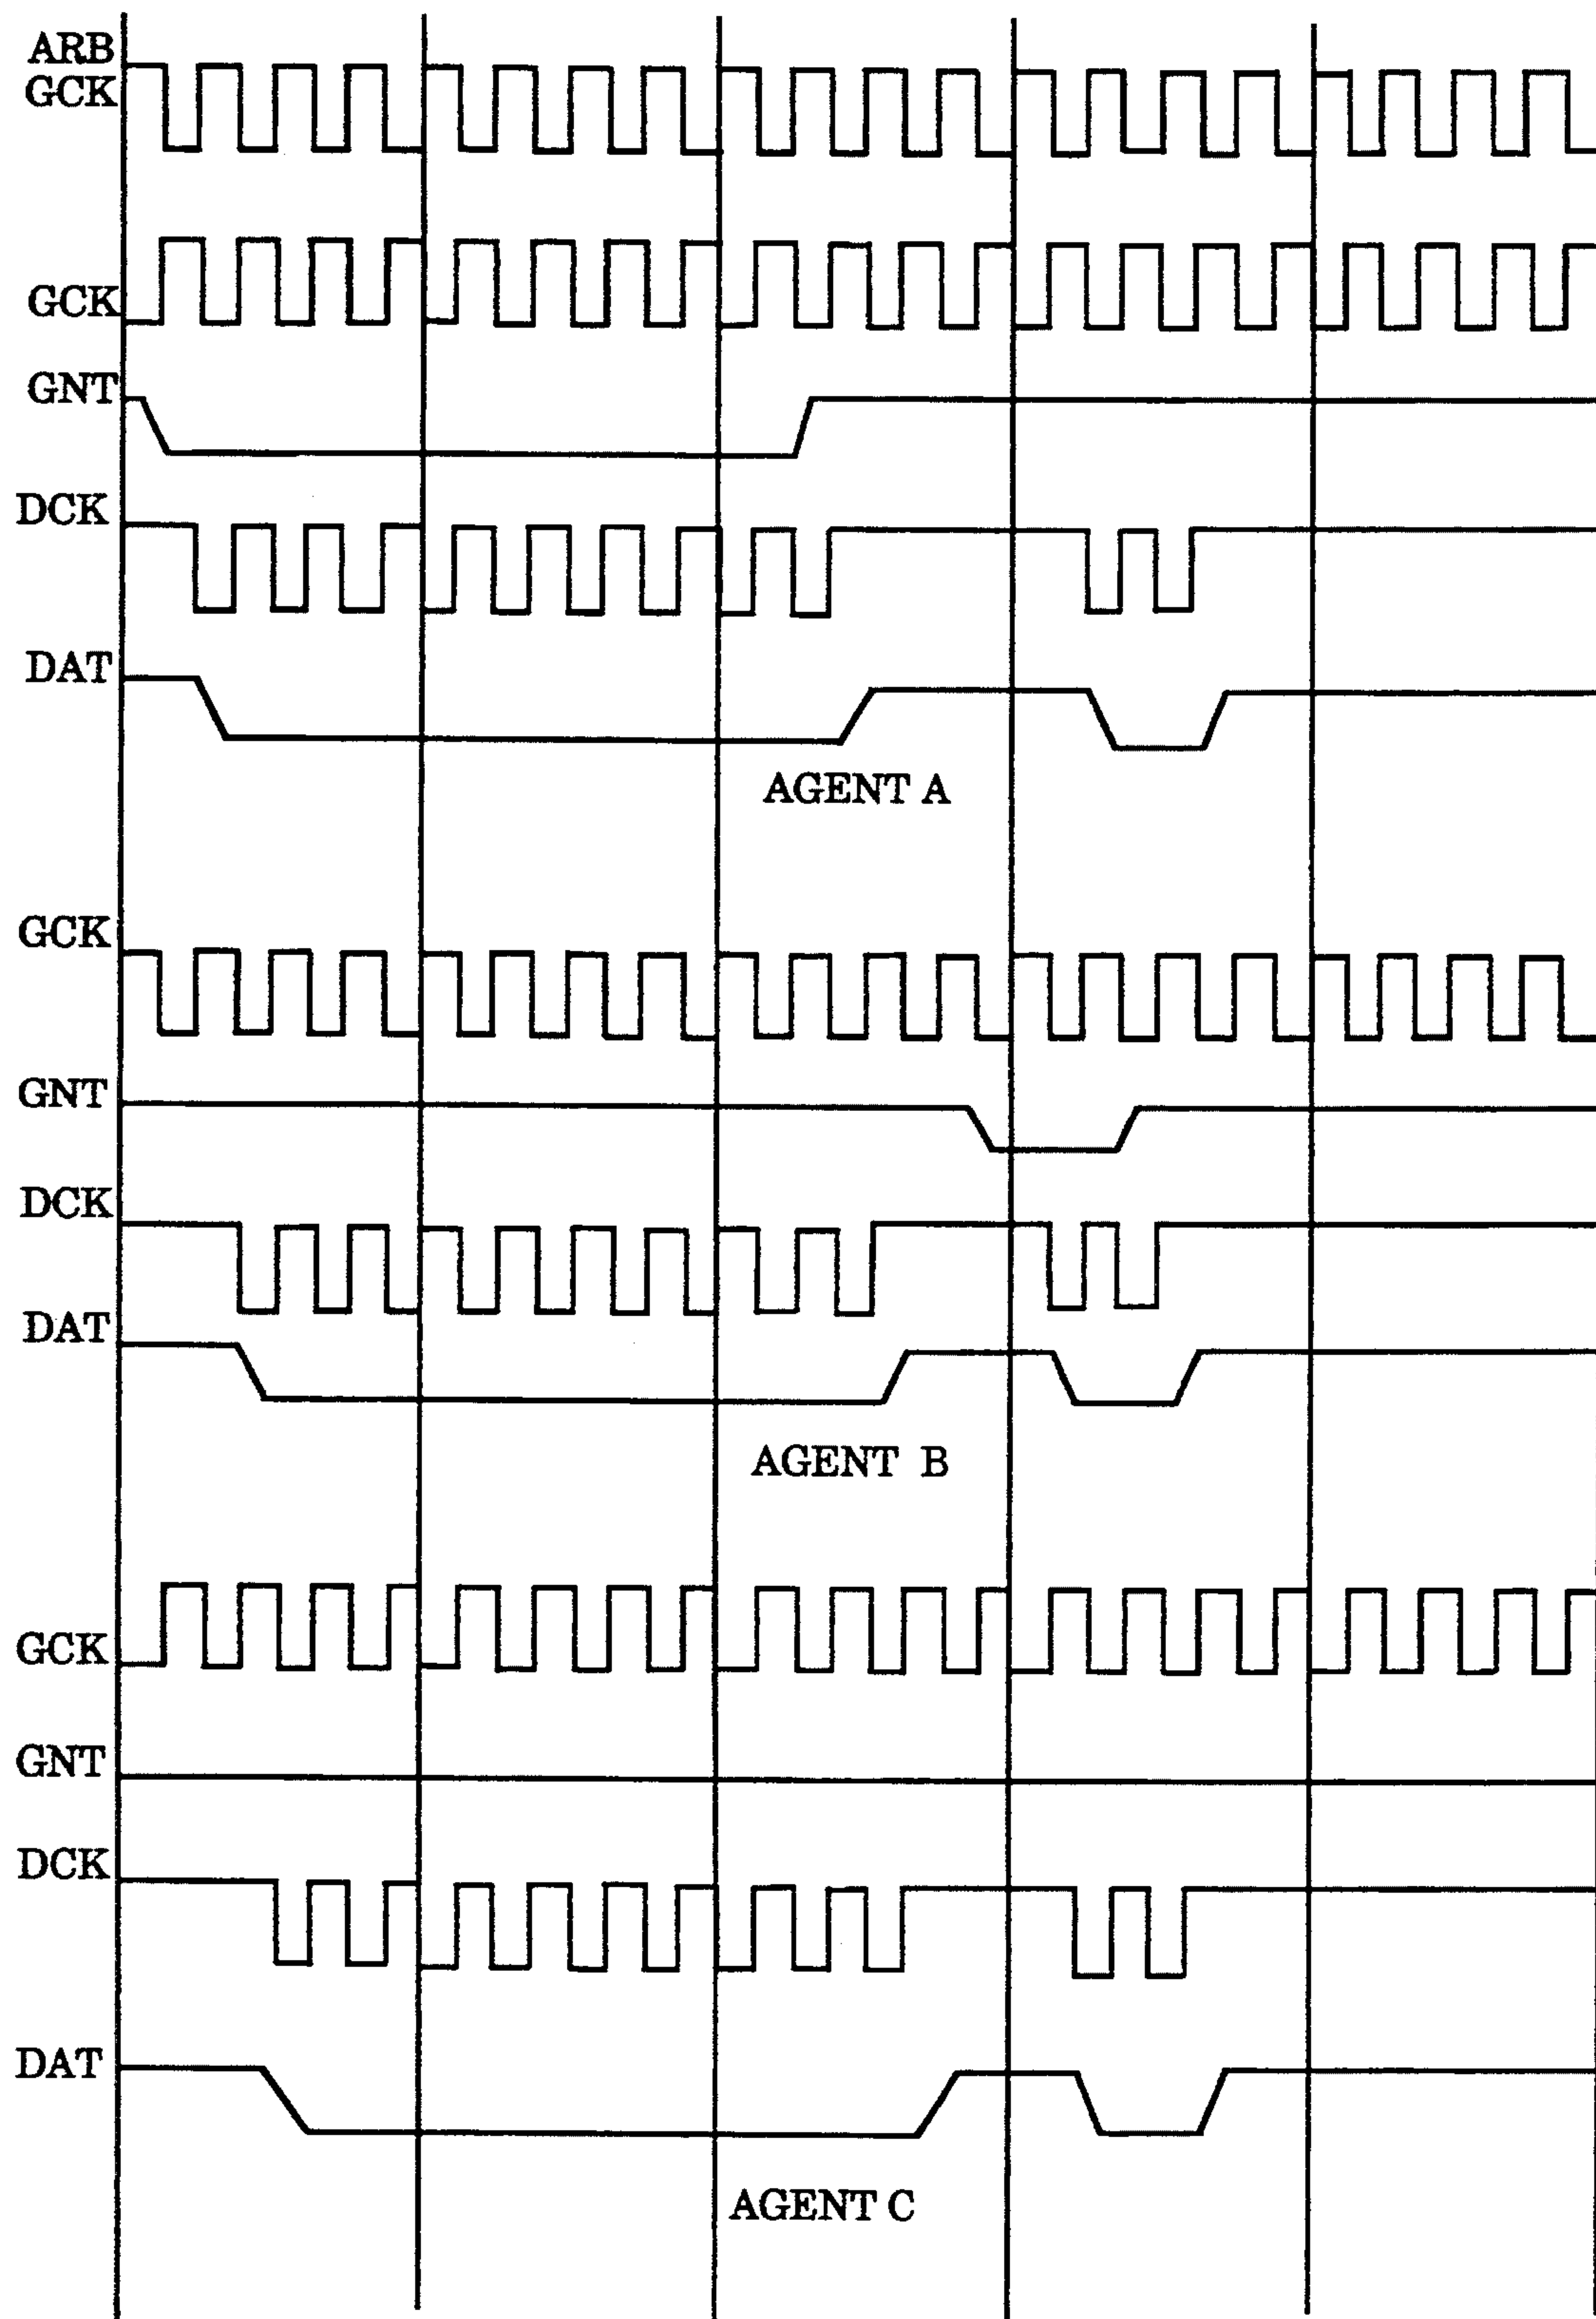 ARB
GCK
GCK
GNT
DCK
DAT
AGENT A
GCK
GNT
DCK
DAT
AGENT B
GCK
GNT
DCK
DAT
AGENT C